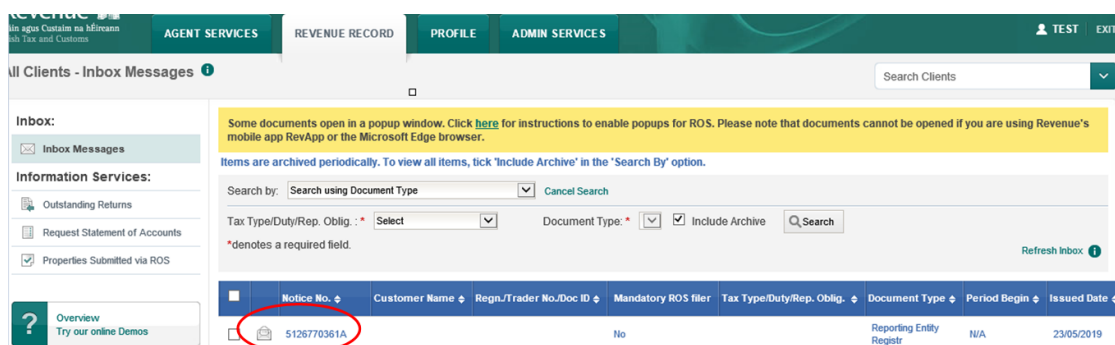 Revenue
áin agus Custaim na hÉireann
ish Tax and Customs
AGENT SERVICES
REVENUE RECORD
PROFILE
ADMIN SERVICES
TEST
EXIT
All Clients - Inbox Messages
Search Clients
Inbox:
Inbox Messages
Information Services:
Outstanding Returns
Request Statement of Accounts
Properties Submitted via ROS
?
Overview
Try our online Demos
Some documents open in a popup window. Click here for instructions to enable popups for ROS. Please note that documents cannot be opened if you are using Revenue's
mobile app RevApp or the Microsoft Edge browser.
Items are archived periodically. To view all items, tick 'Include Archive' in the 'Search By' option.
Search by: Search using Document Type Cancel Search
Tax Type/Duty/Rep. Oblig. : * Select Document Type: * Include Archive Search
*denotes a required field.
Refresh Inbox
Notice No. Customer Name Regn./Trader No./Doc ID Mandatory ROS filer Tax Type/Duty/Rep. Oblig. Document Type Period Begin Issued Date
5126770361A No Reporting Entity Registr N/A 23/05/2019